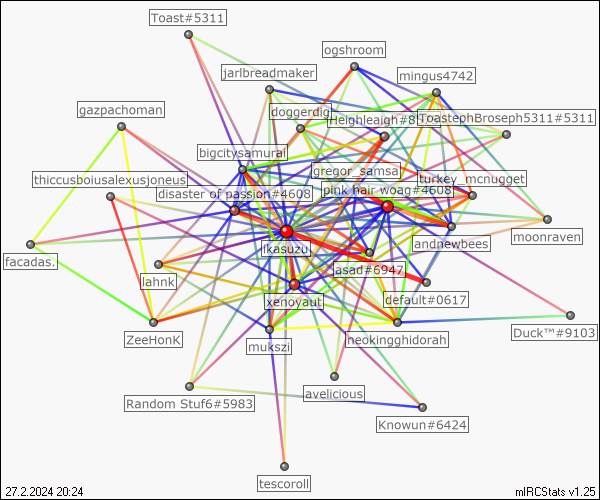 Toast#5311
ogshroom
jarlbreadmaker
mingus4742
gazpachoman
doggerdig
ToastephBroseph5311#5311
bigcitysamurai
gregor_samsa
turkey_mcnugget
thiccusboiusalexusjoneus
disaster of passion#4608
pink hair woag#4608
moonraven
andnewbees
ikasuzu
facadas.
lahnk
asad#6947
xenoyaut
default#0617
ZeeHonK
mukszi
neokingghidorah
Duck™#9103
avelicious
Random Stuf6#5983
Knowun#6424
tescoroll
27.2.2024 20:24
mIRCStats v1.25